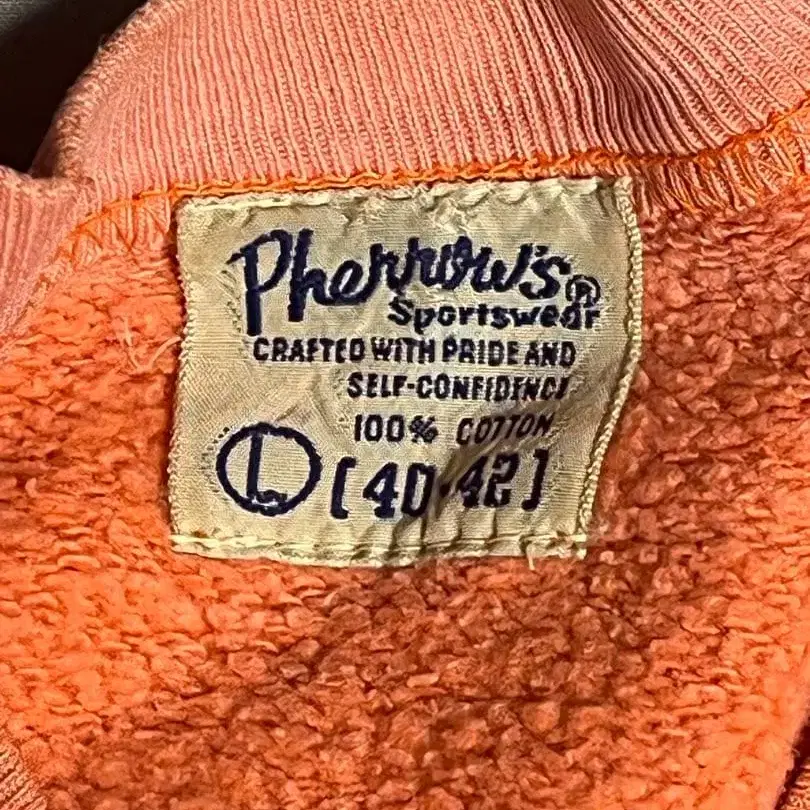 Pherrow's®
Sportswear
CRAFTED WITH PRIDE AND
SELF-CONFIDENCE
100% COTTON
L [40-42]